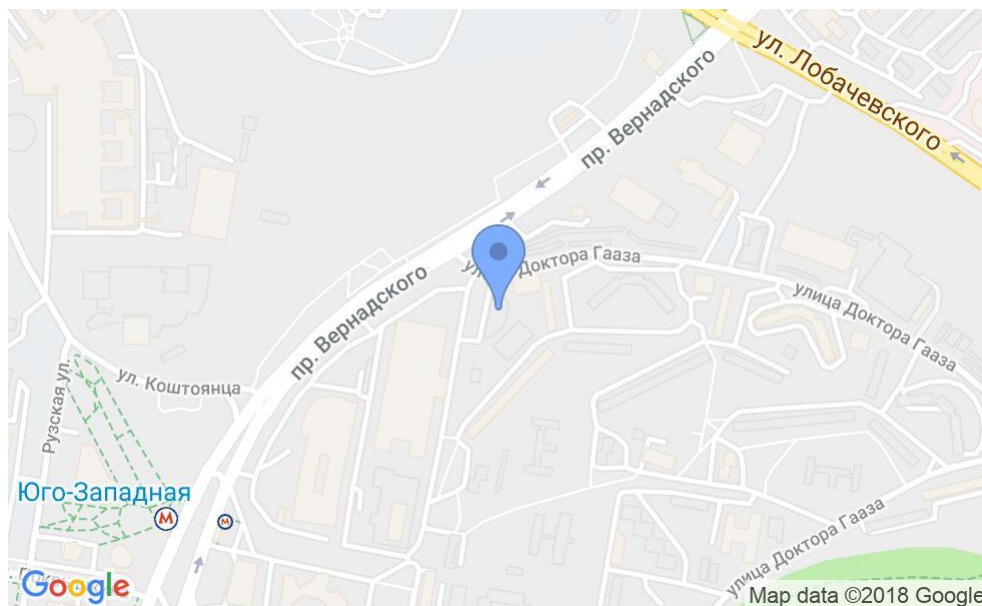 ул. Лобачевского
пр. Вернадского
улица Доктора Гааза
пр. Вернадского
улица Доктора Гааза
ул. Коштоянца
Рузская ул.
Юго-Западная
М
М
улица Доктора Гааза
Google
Map data ©2018 Google